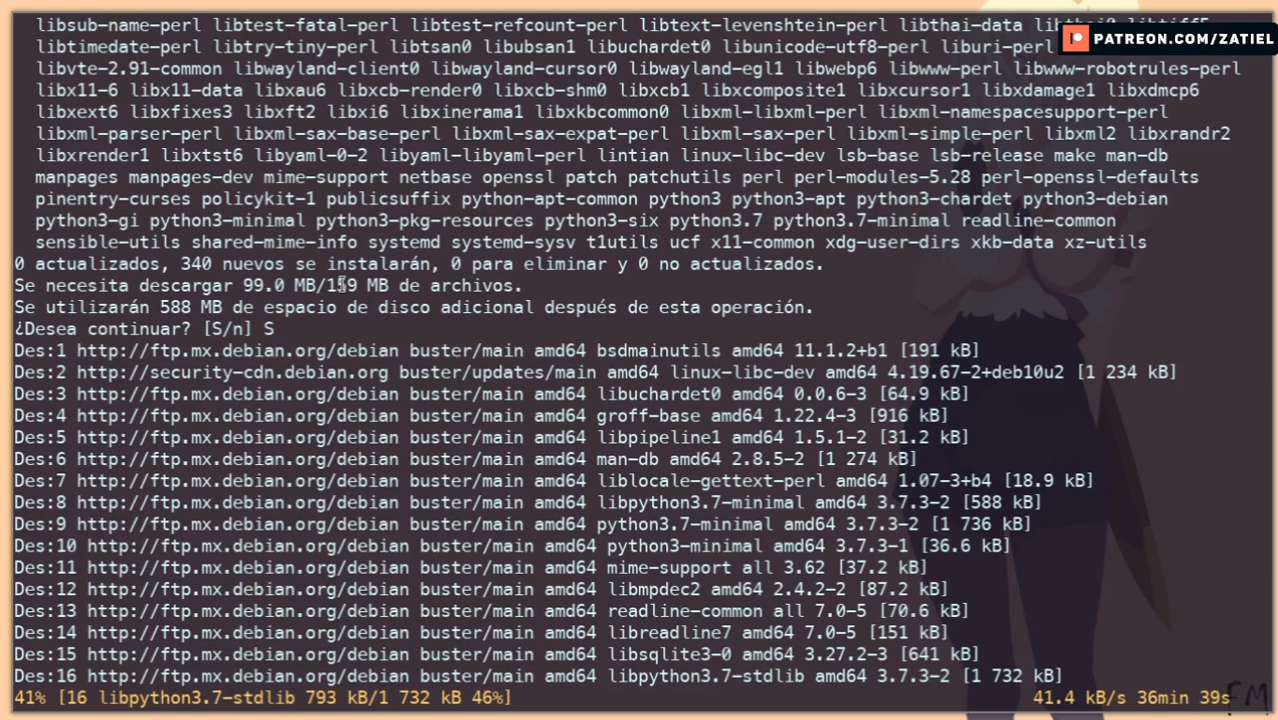 libsub-name-perl libtest-fatal-perl libtest-refcount-perl libtext-levenshtein-perl libthai-data libthai0 libtiff5
libtimedate-perl libtry-tiny-perl libtsan0 libubsan1 libuchardet0 libunicode-utf8-perl liburi-perl
PATREON.COM/ZATIEL
libvte-2.91-common libwayland-client0 libwayland-cursor0 libwayland-egl1 libwebp6 libwww-perl libwww-robotrules-perl
libx11-6 libx11-data libxau6 libxcb-render0 libxcb-shm0 libxcb1 libxcomposite1 libxcursor1 libxdamage1 libxdmcp6
libxext6 libxfixes3 libxft2 libxi6 libxinerama1 libxkbcommon0 libxml-libxml-perl libxml-namespacesupport-perl
libxml-parser-perl libxml-sax-base-perl libxml-sax-expat-perl libxml-sax-perl libxml-simple-perl libxml2 libxrandr2
libxrender1 libxtst6 libyaml-0-2 libyaml-libyaml-perl lintian linux-libc-dev lsb-base lsb-release make man-db
manpages manpages-dev mime-support netbase openssl patch patchutils perl perl-modules-5.28 perl-openssl-defaults
pinentry-curses policykit-1 publicsuffix python-apt-common python3 python3-apt python3-chardet python3-debian
python3-gi python3-minimal python3-pkg-resources python3-six python3.7 python3.7-minimal readline-common
sensible-utils shared-mime-info systemd systemd-sysv t1utils ucf x11-common xdg-user-dirs xkb-data xz-utils
0 actualizados, 340 nuevos se instalarán, 0 para eliminar y 0 no actualizados.
Se necesita descargar 99.0 MB/159 MB de archivos.
Se utilizarán 588 MB de espacio de disco adicional después de esta operación.
¿Desea continuar? [S/n] S
Des:1 http://ftp.mx.debian.org/debian buster/main amd64 bsdmainutils amd64 11.1.2+b1 [191 kB]
Des:2 http://security-cdn.debian.org buster/updates/main amd64 linux-libc-dev amd64 4.19.67-2+deb10u2 [1 234 kB]
Des:3 http://ftp.mx.debian.org/debian buster/main amd64 libuchardet0 amd64 0.0.6-3 [64.9 kB]
Des:4 http://ftp.mx.debian.org/debian buster/main amd64 groff-base amd64 1.22.4-3 [916 kB]
Des:5 http://ftp.mx.debian.org/debian buster/main amd64 libpipeline1 amd64 1.5.1-2 [31.2 kB]
Des:6 http://ftp.mx.debian.org/debian buster/main amd64 man-db amd64 2.8.5-2 [1 274 kB]
Des:7 http://ftp.mx.debian.org/debian buster/main amd64 liblocale-gettext-perl amd64 1.07-3+b4 [18.9 kB]
Des:8 http://ftp.mx.debian.org/debian buster/main amd64 libpython3.7-minimal amd64 3.7.3-2 [588 kB]
Des:9 http://ftp.mx.debian.org/debian buster/main amd64 python3.7-minimal amd64 3.7.3-2 [1 736 kB]
Des:10 http://ftp.mx.debian.org/debian buster/main amd64 python3-minimal amd64 3.7.3-1 [36.6 kB]
Des:11 http://ftp.mx.debian.org/debian buster/main amd64 mime-support all 3.62 [37.2 kB]
Des:12 http://ftp.mx.debian.org/debian buster/main amd64 libmpdec2 amd64 2.4.2-2 [87.2 kB]
Des:13 http://ftp.mx.debian.org/debian buster/main amd64 readline-common all 7.0-5 [70.6 kB]
Des:14 http://ftp.mx.debian.org/debian buster/main amd64 libreadline7 amd64 7.0-5 [151 kB]
Des:15 http://ftp.mx.debian.org/debian buster/main amd64 libsqlite3-0 amd64 3.27.2-3 [641 kB]
Des:16 http://ftp.mx.debian.org/debian buster/main amd64 libpython3.7-stdlib amd64 3.7.3-2 [1 732 kB]
41% [16 libpython3.7-stdlib 793 kB/1 732 kB 46%] 41.4 kB/s 36min 39s
FM